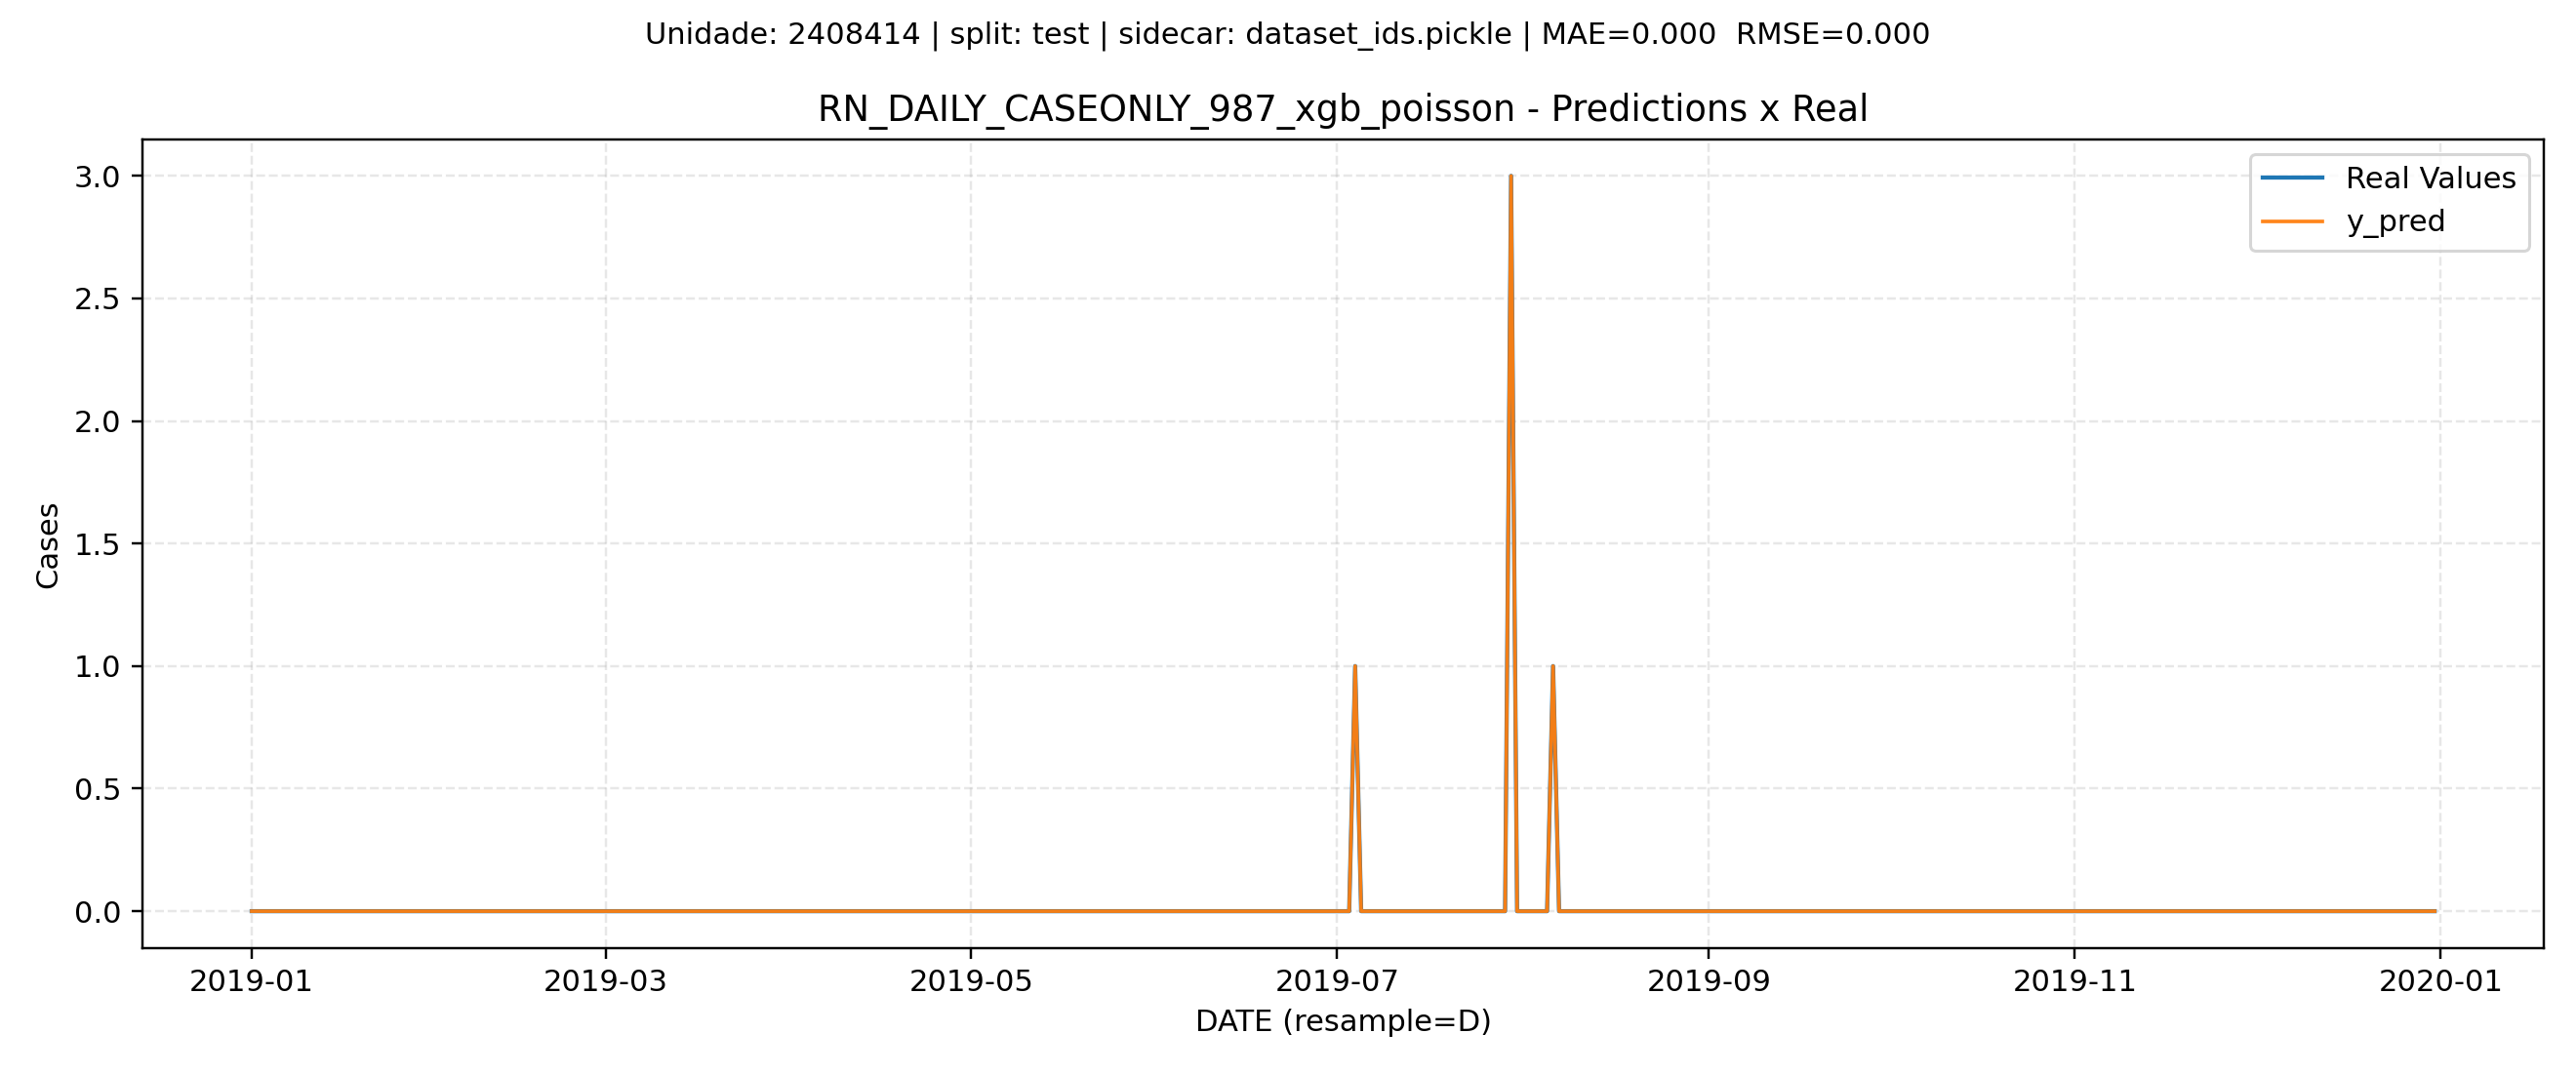 Unidade: 2408414 | split: test | sidecar: dataset_ids.pickle | MAE=0.000  RMSE=0.000
RN_DAILY_CASEONLY_987_xgb_poisson - Predictions x Real
Real Values
y_pred
3.0
2.5
2.0
1.5
1.0
0.5
0.0
Cases
2019-01
2019-03
2019-05
2019-07
2019-09
2019-11
2020-01
DATE (resample=D)